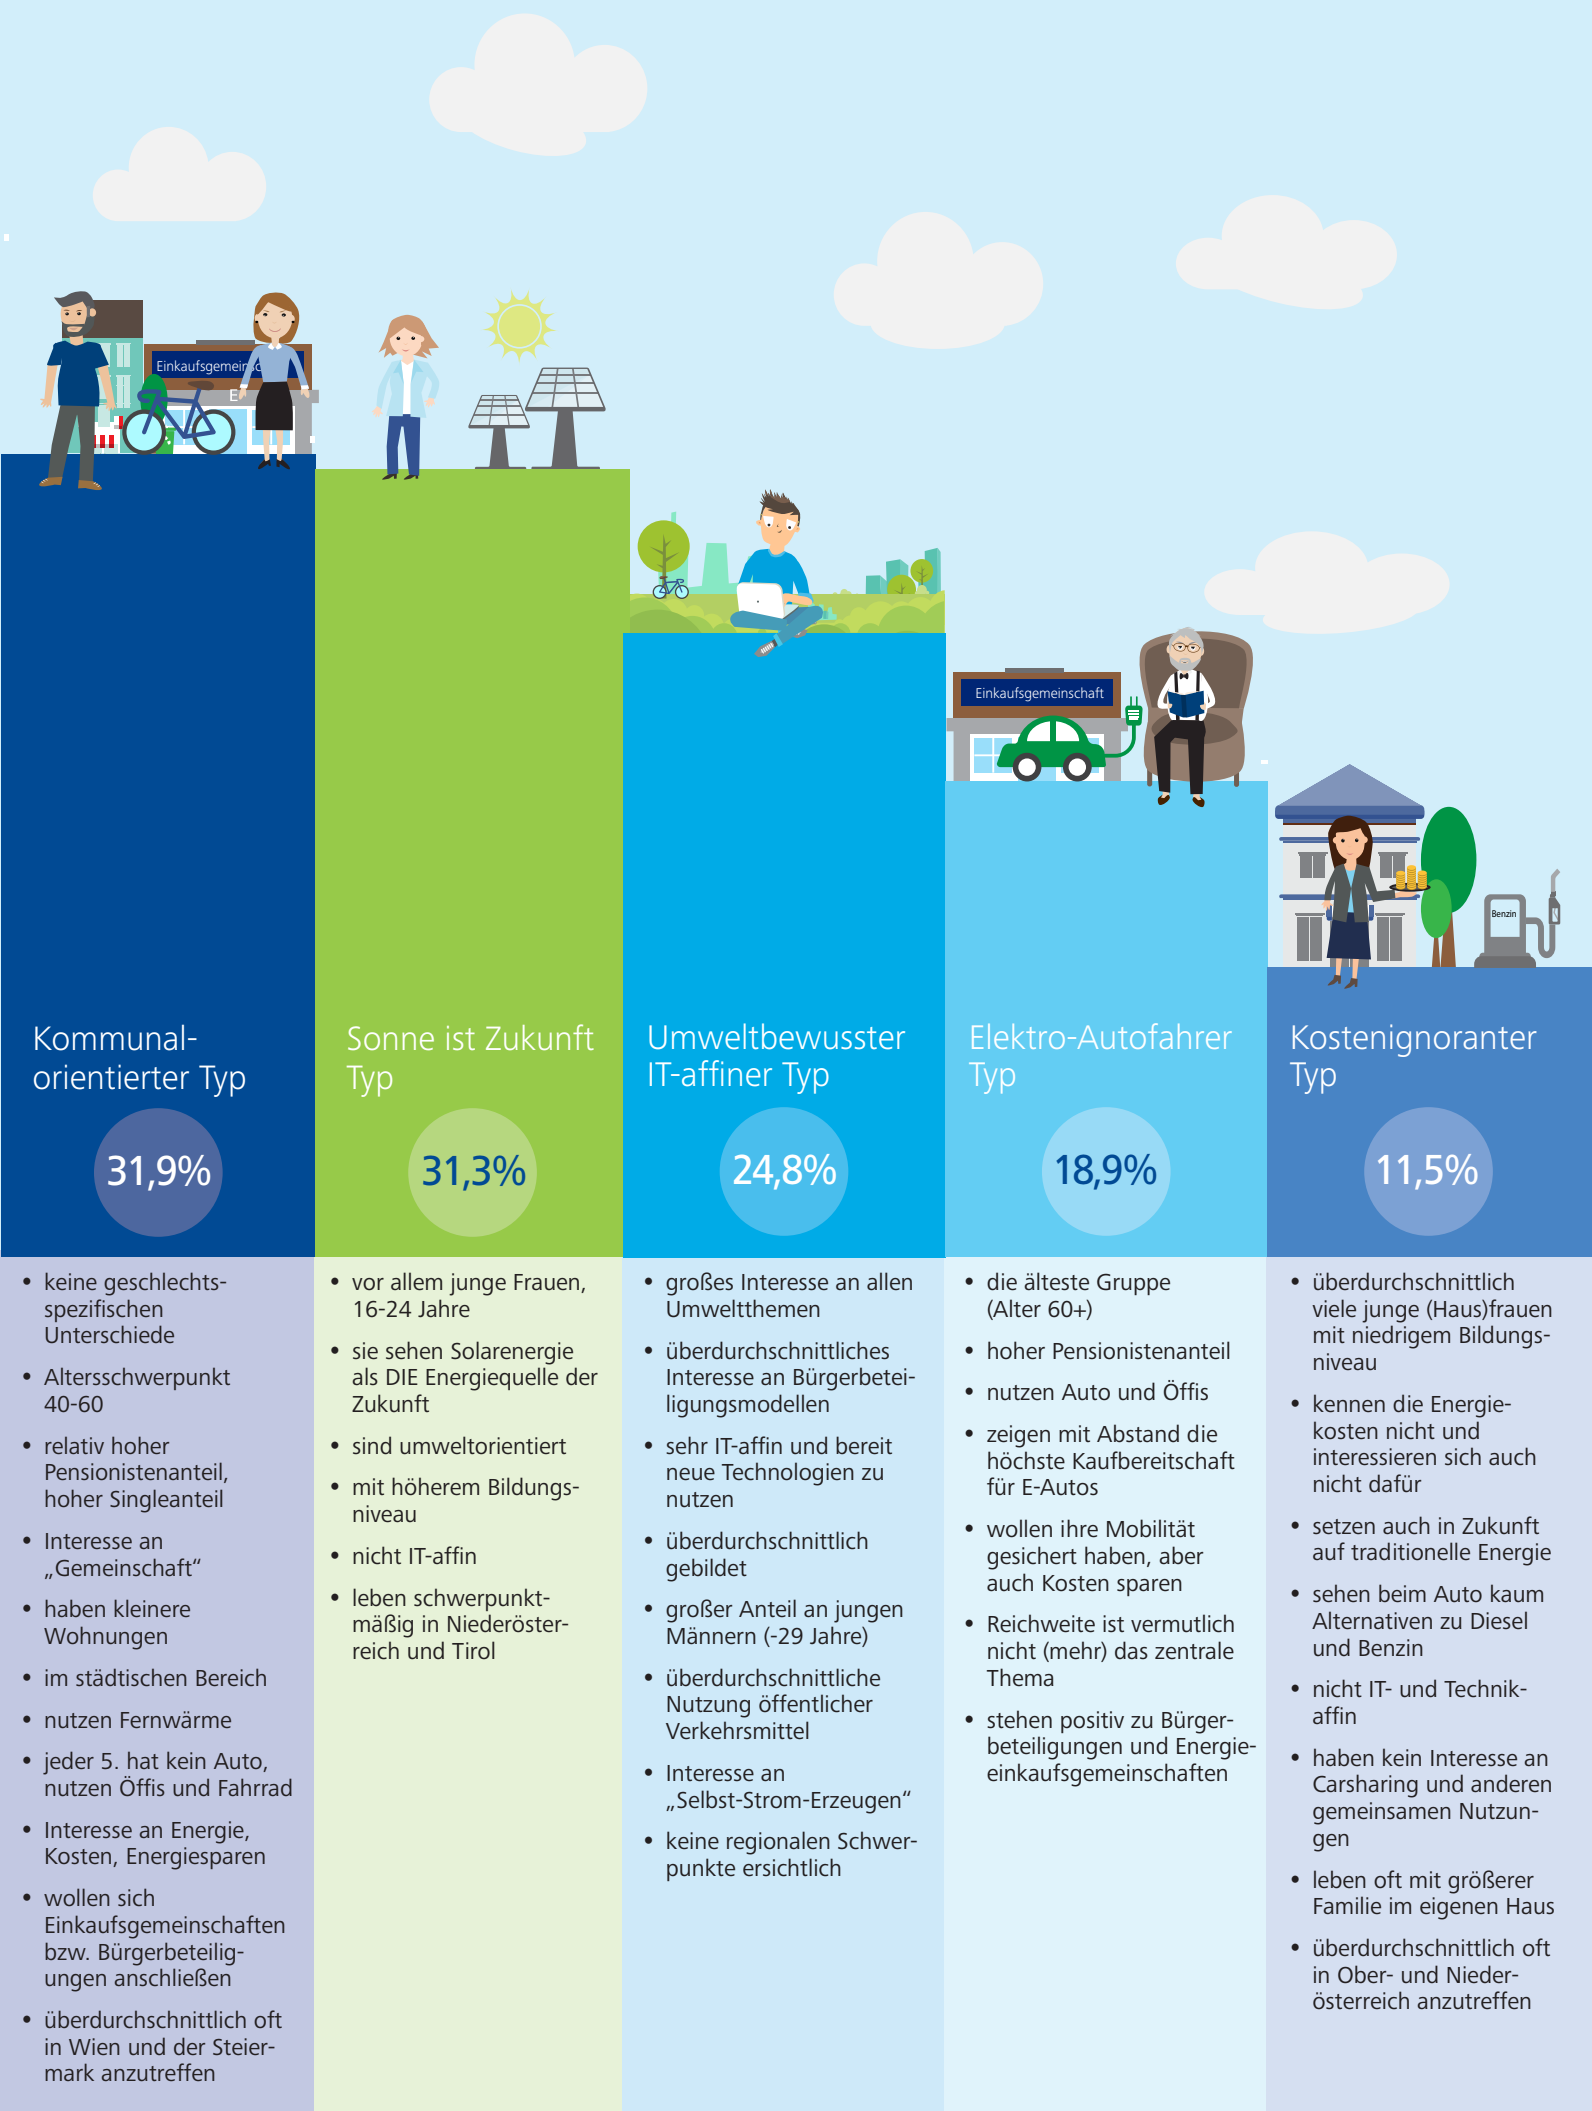 Einkaufsgemeinsc
E
Einkaufsgemeinschaft
Benzin
Kommunal-
orientierter Typ
31,9%
• keine geschlechts-
spezifischen
Unterschiede
• Altersschwerpunkt
40-60
• relativ hoher
Pensionistenanteil,
hoher Singleanteil
• Interesse an
„Gemeinschaft“
• haben kleinere
Wohnungen
• im städtischen Bereich
• nutzen Fernwärme
• jeder 5. hat kein Auto,
nutzen Öffis und Fahrrad
• Interesse an Energie,
Kosten, Energiesparen
• wollen sich
Einkaufsgemeinschaften
bzw. Bürgerbeteilig-
ungen anschließen
• überdurchschnittlich oft
in Wien und der Steier-
mark anzutreffen
Sonne ist Zukunft
Typ
31,3%
• vor allem junge Frauen,
16-24 Jahre
• sie sehen Solarenergie
als DIE Energiequelle der
Zukunft
• sind umweltorientiert
• mit höherem Bildungs-
niveau
• nicht IT-affin
• leben schwerpunkt-
mäßig in Niederöster-
reich und Tirol
Umweltbewusster
IT-affiner Typ
24,8%
• großes Interesse an allen
Umweltthemen
• überdurchschnittliches
Interesse an Bürgerbetei-
ligungsmodellen
• sehr IT-affin und bereit
neue Technologien zu
nutzen
• überdurchschnittlich
gebildet
• großer Anteil an jungen
Männern (-29 Jahre)
• überdurchschnittliche
Nutzung öffentlicher
Verkehrsmittel
• Interesse an
„Selbst-Strom-Erzeugen“
• keine regionalen Schwer-
punkte ersichtlich
Elektro-Autofahrer
Typ
18,9%
• die älteste Gruppe
(Alter 60+)
• hoher Pensionistenanteil
• nutzen Auto und Öffis
• zeigen mit Abstand die
höchste Kaufbereitschaft
für E-Autos
• wollen ihre Mobilität
gesichert haben, aber
auch Kosten sparen
• Reichweite ist vermutlich
nicht (mehr) das zentrale
Thema
• stehen positiv zu Bürger-
beteiligungen und Energie-
einkaufsgemeinschaften
Kostenignoranter
Typ
11,5%
• überdurchschnittlich
viele junge (Haus)frauen
mit niedrigem Bildungs-
niveau
• kennen die Energie-
kosten nicht und
interessieren sich auch
nicht dafür
• setzen auch in Zukunft
auf traditionelle Energie
• sehen beim Auto kaum
Alternativen zu Diesel
und Benzin
• nicht IT- und Technik-
affin
• haben kein Interesse an
Carsharing und anderen
gemeinsamen Nutzun-
gen
• leben oft mit größerer
Familie im eigenen Haus
• überdurchschnittlich oft
in Ober- und Nieder-
österreich anzutreffen